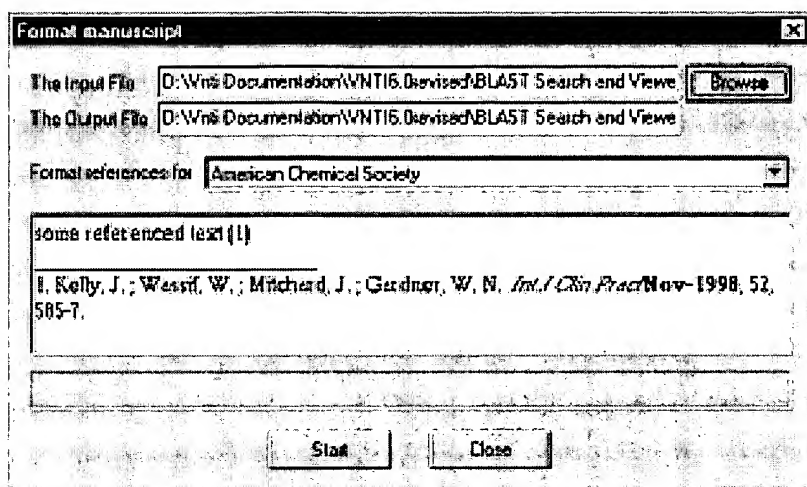 Format manuscript
The Input File D:\Vnti Documentation\VNTI6.0revised\BLAST Search and Viewe Browse
The Output File D:\Vnti Documentation\VNTI6.0revised\BLAST Search and Viewe
Format references for American Chemical Society
some referenced text (1)
1. Kelly, J. ; Wassif, W. ; Mitchard, J. ; Gardner, W. N. Int J Clin Pract Nov-1998, 52,
585-7.
Start Close